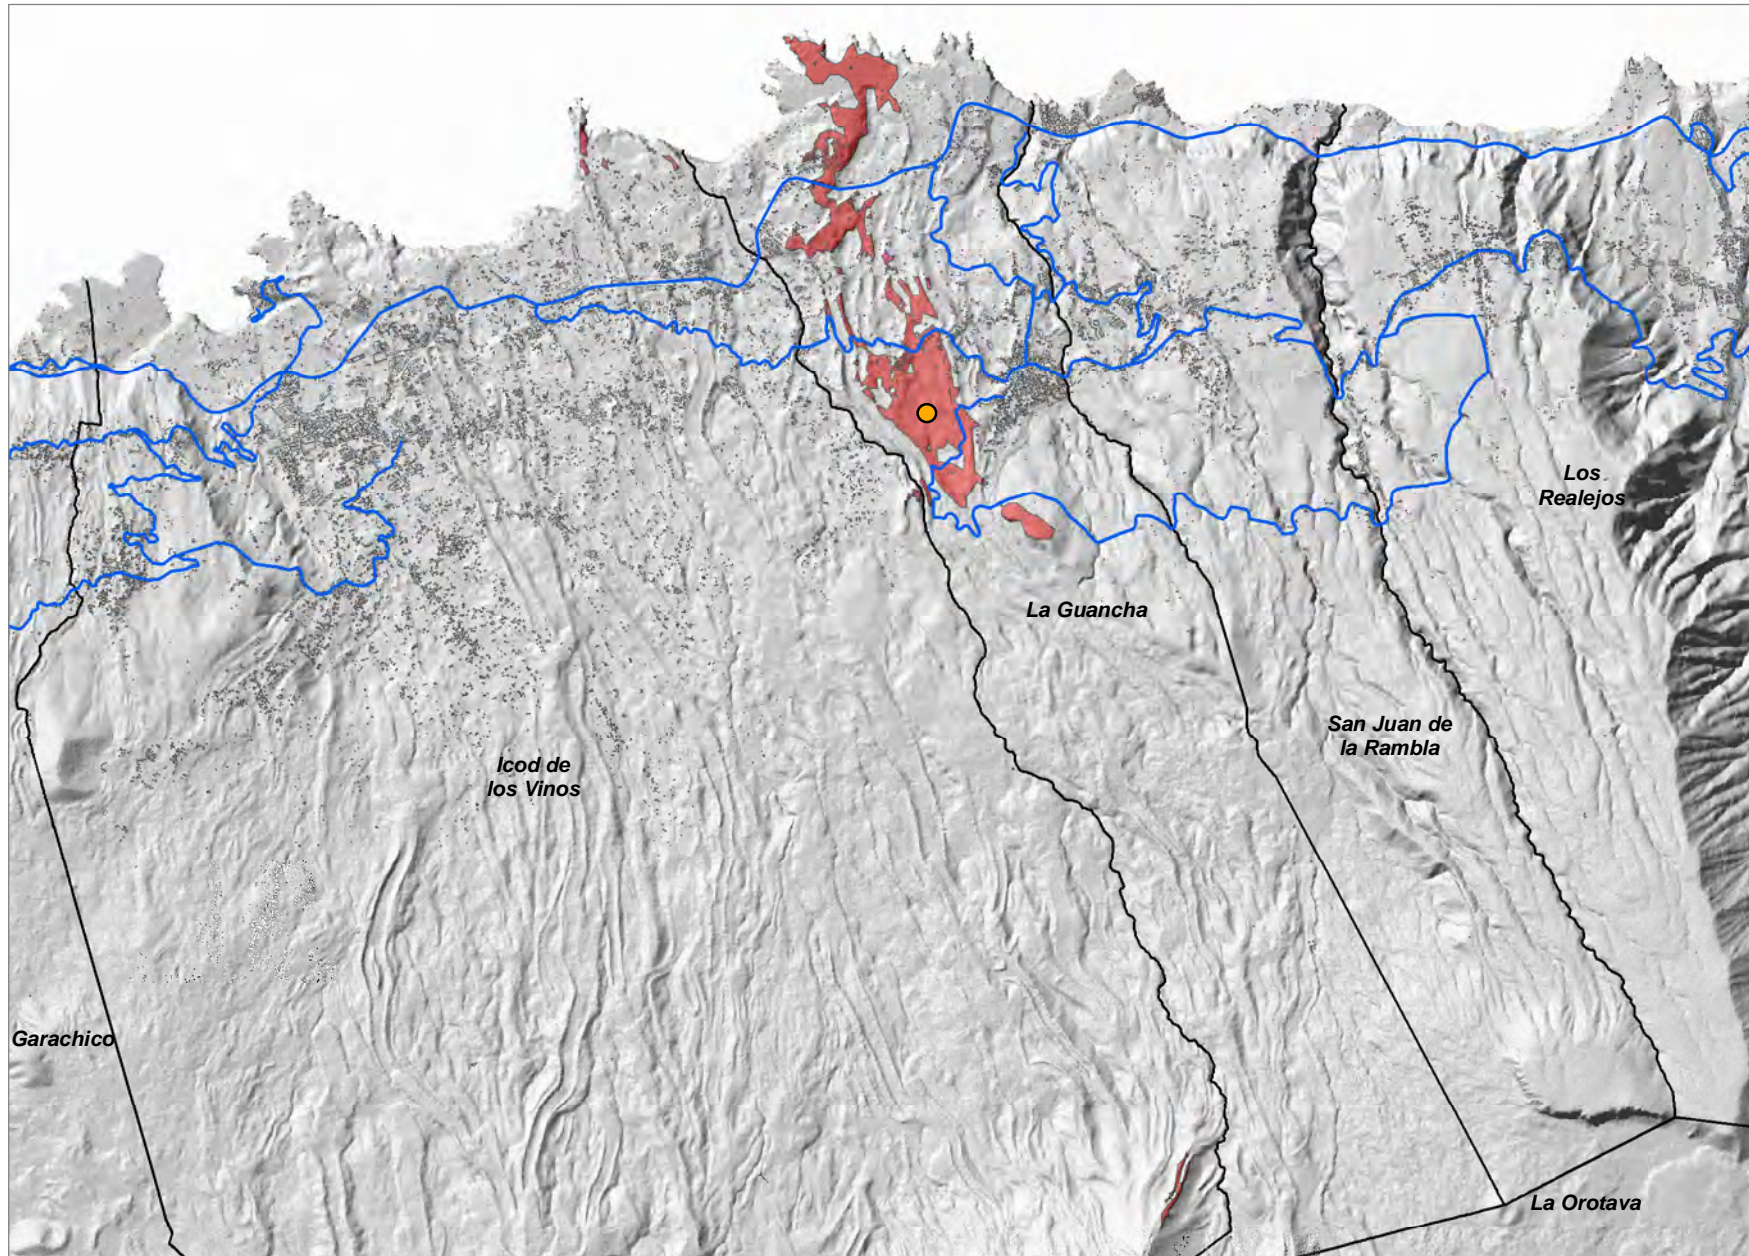 Los
Realejos
La Guancha
San Juan de
la Rambla
Icod de
los Vinos
Garachico
La Orotava